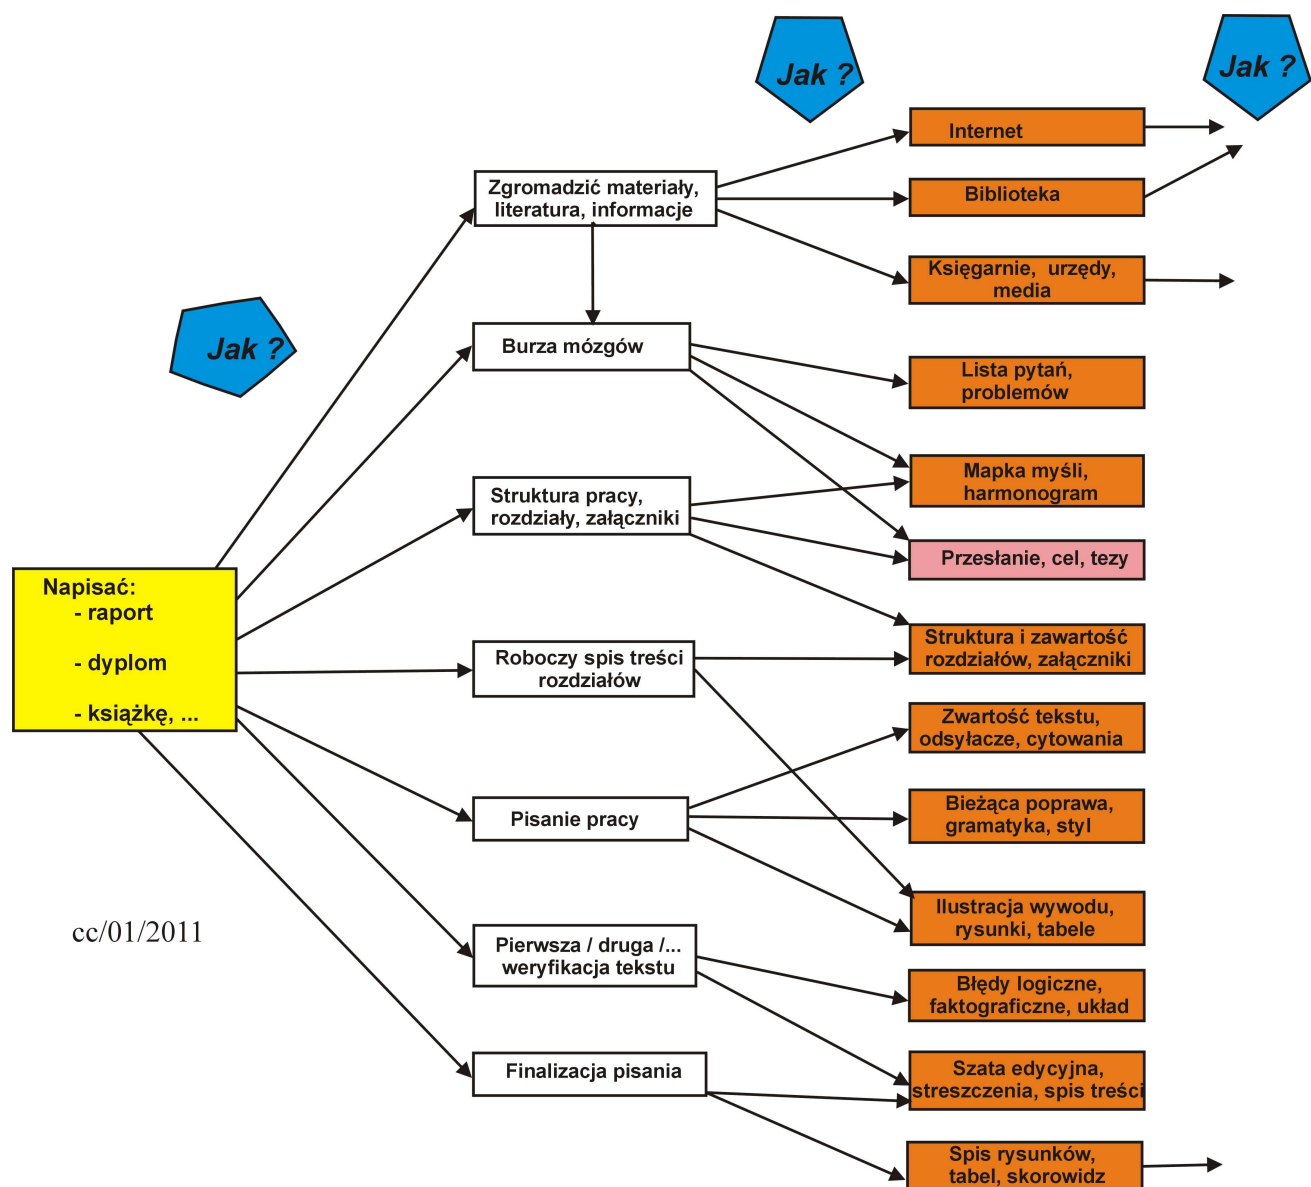 Jak ?
Jak ?
Jak ?
Napisać:
- raport
- dyplom
- książkę, ...
cc/01/2011
Zgromadzić materiały,
literatura, informacje
Burza mózgów
Struktura pracy,
rozdziały, załączniki
Roboczy spis treści
rozdziałów
Pisanie pracy
Pierwsza / druga /...
weryfikacja tekstu
Finalizacja pisania
Internet
Biblioteka
Księgarnie, urzędy,
media
Lista pytań,
problemów
Mapka myśli,
harmonogram
Przesłanie, cel, tezy
Struktura i zawartość
rozdziałów, załączniki
Zwartość tekstu,
odsyłacze, cytowania
Bieżąca poprawa,
gramatyka, styl
Ilustracja wywodu,
rysunki, tabele
Błędy logiczne,
faktograficzne, układ
Szata edycyjna,
streszczenia, spis treści
Spis rysunków,
tabel, skorowidz